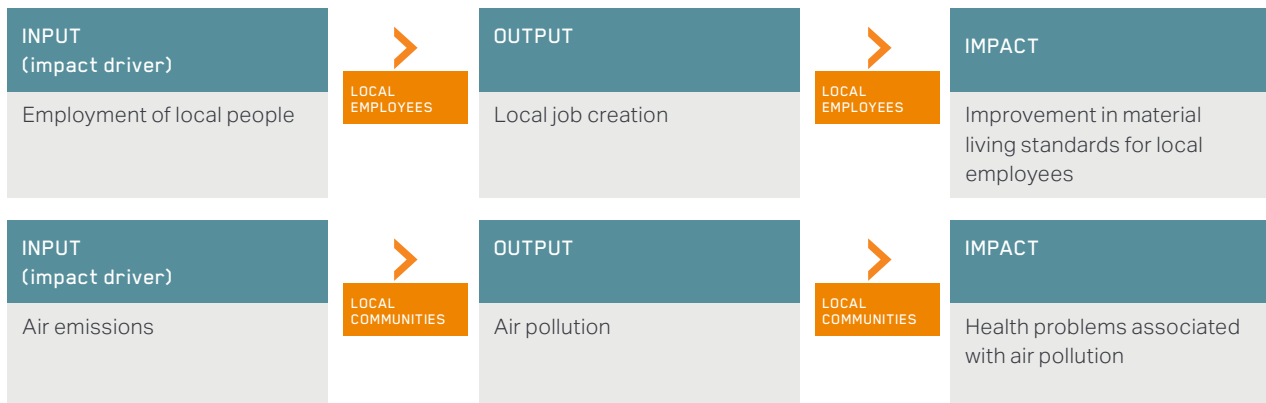 INPUT
(impact driver)
Employment of local people
LOCAL
EMPLOYEES
OUTPUT
Local job creation
LOCAL
EMPLOYEES
IMPACT
Improvement in material
living standards for local
employees
INPUT
(impact driver)
Air emissions
LOCAL
COMMUNITIES
OUTPUT
Air pollution
LOCAL
COMMUNITIES
IMPACT
Health problems associated
with air pollution